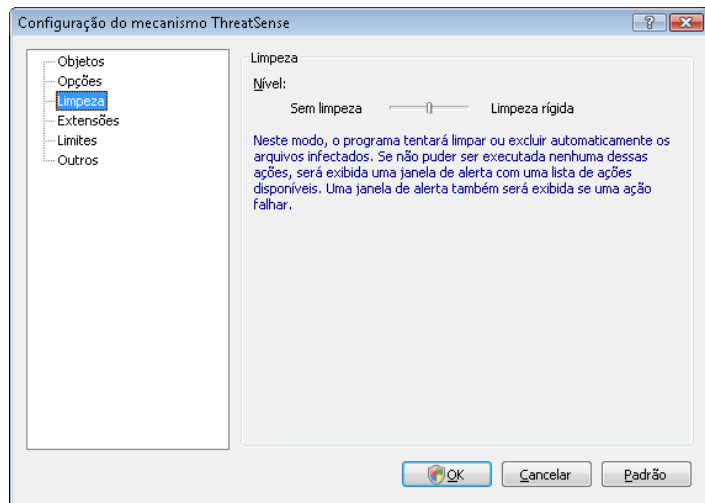 Configuração do mecanismo ThreatSense
Objetos
Opções
Limpeza
Extensões
Limites
Outros
Limpeza
Nível:
Sem limpeza Limpeza rígida
Neste modo, o programa tentará limpar ou excluir automaticamente os
arquivos infectados. Se não puder ser executada nenhuma dessas
ações, será exibida uma janela de alerta com uma lista de ações
disponíveis. Uma janela de alerta também será exibida se uma ação
falhar.
OK Cancelar Padrão